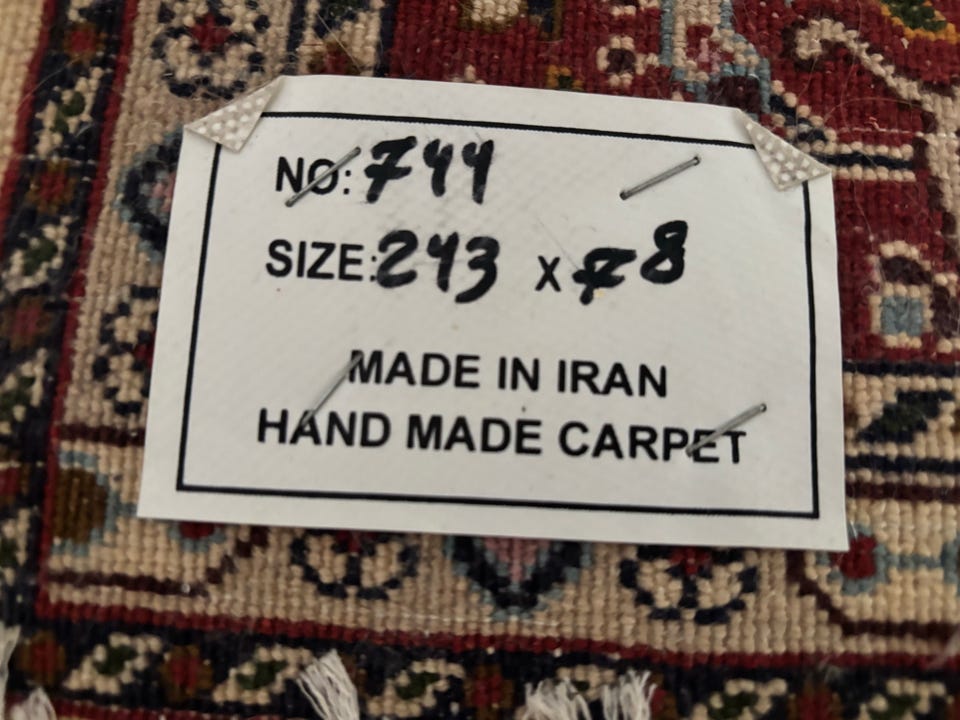 NO: 744
SIZE: 243 X 78
MADE IN IRAN
HAND MADE CARPET